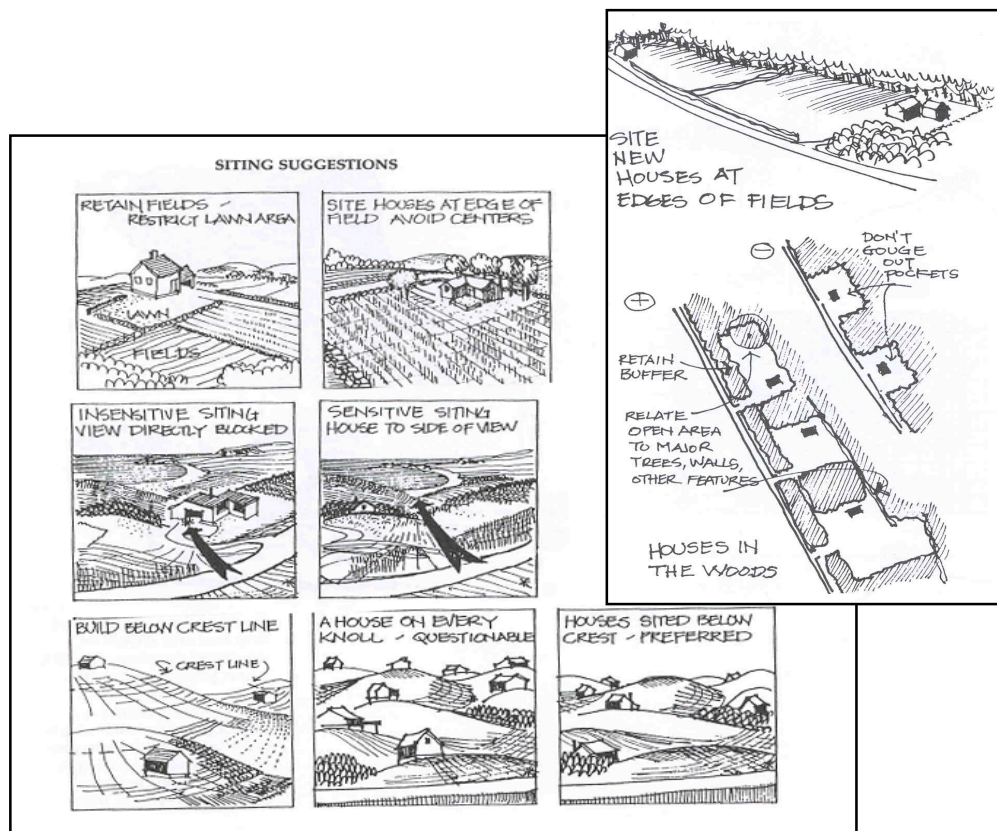 SITING SUGGESTIONS
RETAIN FIELDS -
RESTRICT LAWN AREA
LAWN
FIELDS
SITE HOUSES AT EDGE OF
FIELD AVOID CENTERS
INSENSITIVE SITING
VIEW DIRECTLY BLOCKED
SENSITIVE SITING
HOUSE TO SIDE OF VIEW
BUILD BELOW CREST LINE
CREST LINE
A HOUSE ON EVERY
KNOLL - QUESTIONABLE
HOUSES SITED BELOW
CREST - PREFERRED
SITE
NEW
HOUSES AT
EDGES OF FIELDS
DON'T
GOUGE
OUT
POCKETS
RETAIN
BUFFER
RELATE
OPEN AREA
TO MAJOR
TREES, WALLS,
OTHER FEATURES
HOUSES IN
THE WOODS